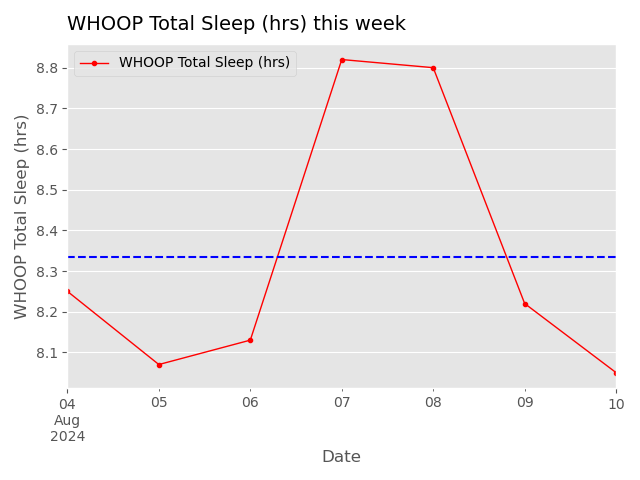 WHOOP Total Sleep (hrs) this week
WHOOP Total Sleep (hrs)
WHOOP Total Sleep (hrs)
8.8
8.7
8.6
8.5
8.4
8.3
8.2
8.1
04 05 06 07 08 09 10
Aug
2024
Date